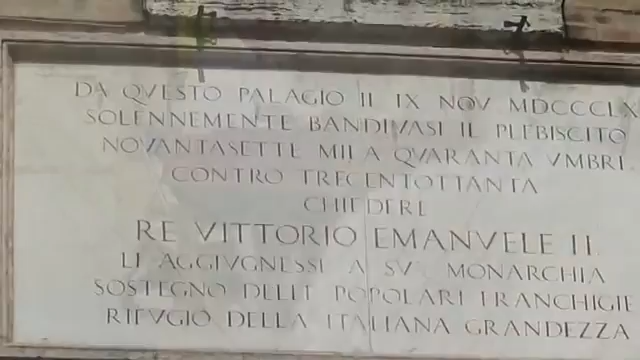 DA QVESTO PALAGIO IL IX NOV MDCCCLX
SOLENNEMENTE BANDIVASI IL PLEBISCITO
NOVANTASETTE MILA QVARANTA VMBRI
CONTRO TRECENTOTTANTA
CHIEDERE
RE VITTORIO EMANVELE II
LI AGGIVGNESSE A SVA MONARCHIA
SOSTEGNO DELLE POPOLARI FRANCHIGIE
RIFVGIO DELLA ITALIANA GRANDEZZA